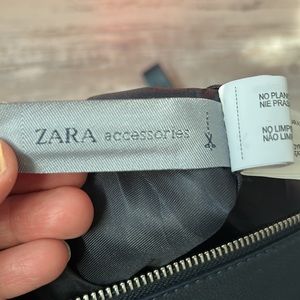 ZARA accessories
NO PLAN
NIE PRAS
NO LIMP
NÃO LIM